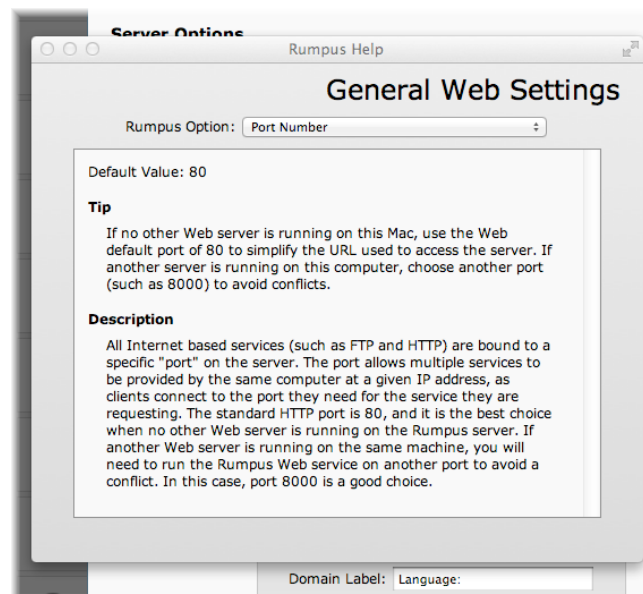 Server Options
Rumpus Help
General Web Settings
Rumpus Option: Port Number
Default Value: 80
Tip
If no other Web server is running on this Mac, use the Web
default port of 80 to simplify the URL used to access the server. If
another server is running on this computer, choose another port
(such as 8000) to avoid conflicts.
Description
All Internet based services (such as FTP and HTTP) are bound to a
specific "port" on the server. The port allows multiple services to
be provided by the same computer at a given IP address, as
clients connect to the port they need for the service they are
requesting. The standard HTTP port is 80, and it is the best choice
when no other Web server is running on the Rumpus server. If
another Web server is running on the same machine, you will
need to run the Rumpus Web service on another port to avoid a
conflict. In this case, port 8000 is a good choice.
Domain Label: Language: